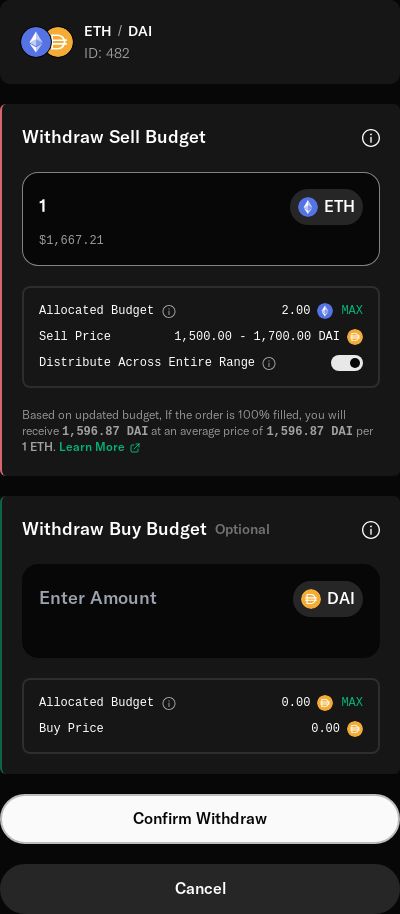 ETH / DAI
ID: 482
Withdraw Sell Budget
1
ETH
$1,667.21
Allocated Budget 2.00 MAX
Sell Price 1,500.00 - 1,700.00 DAI
Distribute Across Entire Range
Based on updated budget, If the order is 100% filled, you will
receive 1,596.87 DAI at an average price of 1,596.87 DAI per
1 ETH. Learn More
Withdraw Buy Budget Optional
Enter Amount
DAI
Allocated Budget 0.00 MAX
Buy Price 0.00
Confirm Withdraw
Cancel